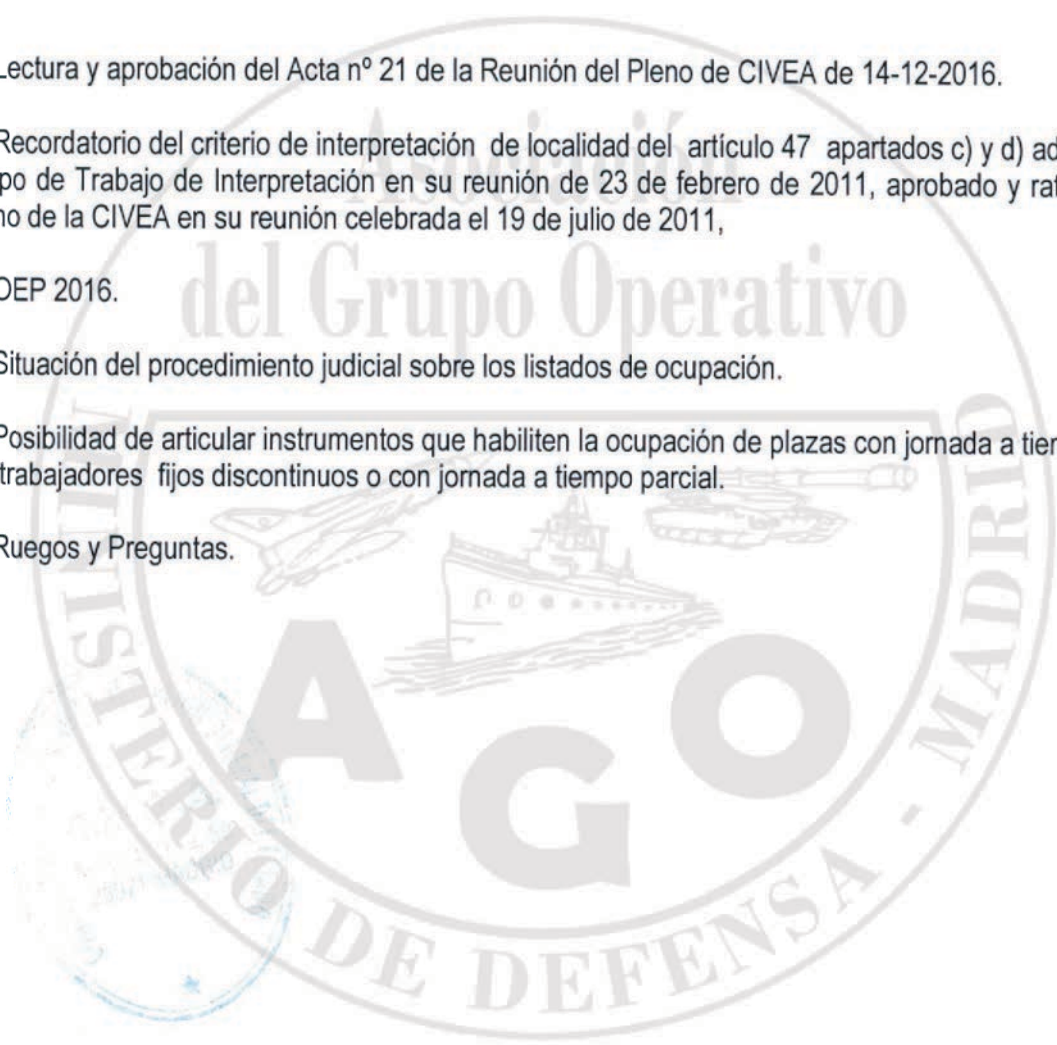 Lectura y aprobación del Acta nº 21 de la Reunión del Pleno de CIVEA de 14-12-2016.
Recordatorio del criterio de interpretación de localidad del artículo 47 apartados c) y d) ad
po de Trabajo de Interpretación en su reunión de 23 de febrero de 2011, aprobado y rat
no de la CIVEA en su reunión celebrada el 19 de julio de 2011,
OEP 2016.
Situación del procedimiento judicial sobre los listados de ocupación.
Posibilidad de articular instrumentos que habiliten la ocupación de plazas con jornada a tie
trabajadores fijos discontinuos o con jornada a tiempo parcial.
Ruegos y Preguntas.
Asociación
del Grupo Operativo
MINISTERIO DE DEFENSA - MADRID
AGO